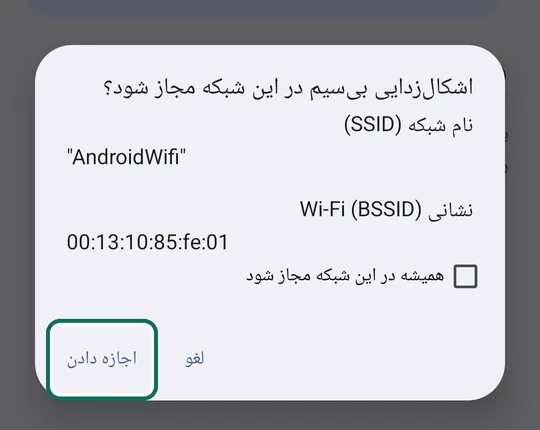 اشکال‌زدایی بی‌سیم در این شبکه مجاز شود؟
نام شبکه (SSID)
"AndroidWifi"
نشانی Wi-Fi (BSSID)
00:13:10:85:fe:01
همیشه در این شبکه مجاز شود
لغو
اجازه دادن